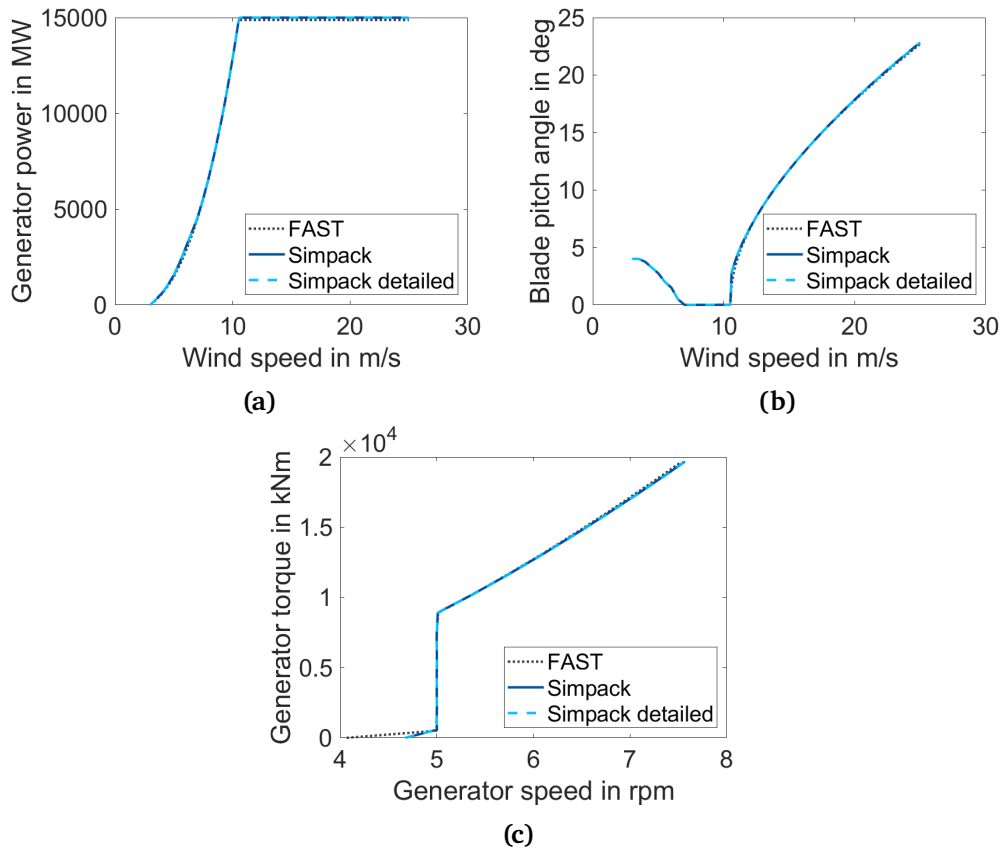 15000
10000
5000
0
0
10
20
30
Generator power in MW
Wind speed in m/s
FAST
Simpack
Simpack detailed
(a)
25
20
15
10
5
0
0
10
20
30
Blade pitch angle in deg
Wind speed in m/s
FAST
Simpack
Simpack detailed
(b)
×10⁴
2
1.5
1
0.5
0
4
5
6
7
8
Generator torque in kNm
Generator speed in rpm
FAST
Simpack
Simpack detailed
(c)